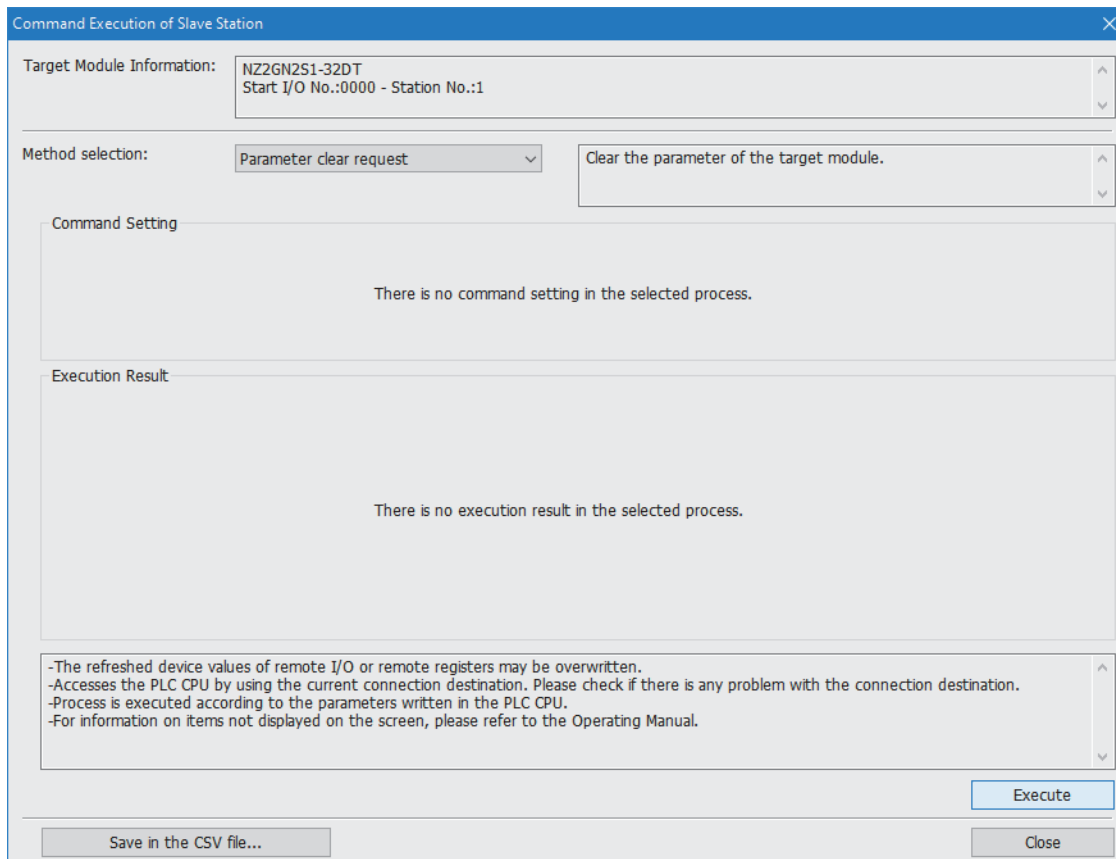 Command Execution of Slave Station
Target Module Information:
NZ2GN2S1-32DT
Start I/O No.:0000 - Station No.:1
Method selection:
Parameter clear request
Clear the parameter of the target module.
Command Setting
There is no command setting in the selected process.
Execution Result
There is no execution result in the selected process.
-The refreshed device values of remote I/O or remote registers may be overwritten.
-Accesses the PLC CPU by using the current connection destination. Please check if there is any problem with the connection destination.
-Process is executed according to the parameters written in the PLC CPU.
-For information on items not displayed on the screen, please refer to the Operating Manual.
Execute
Save in the CSV file...
Close